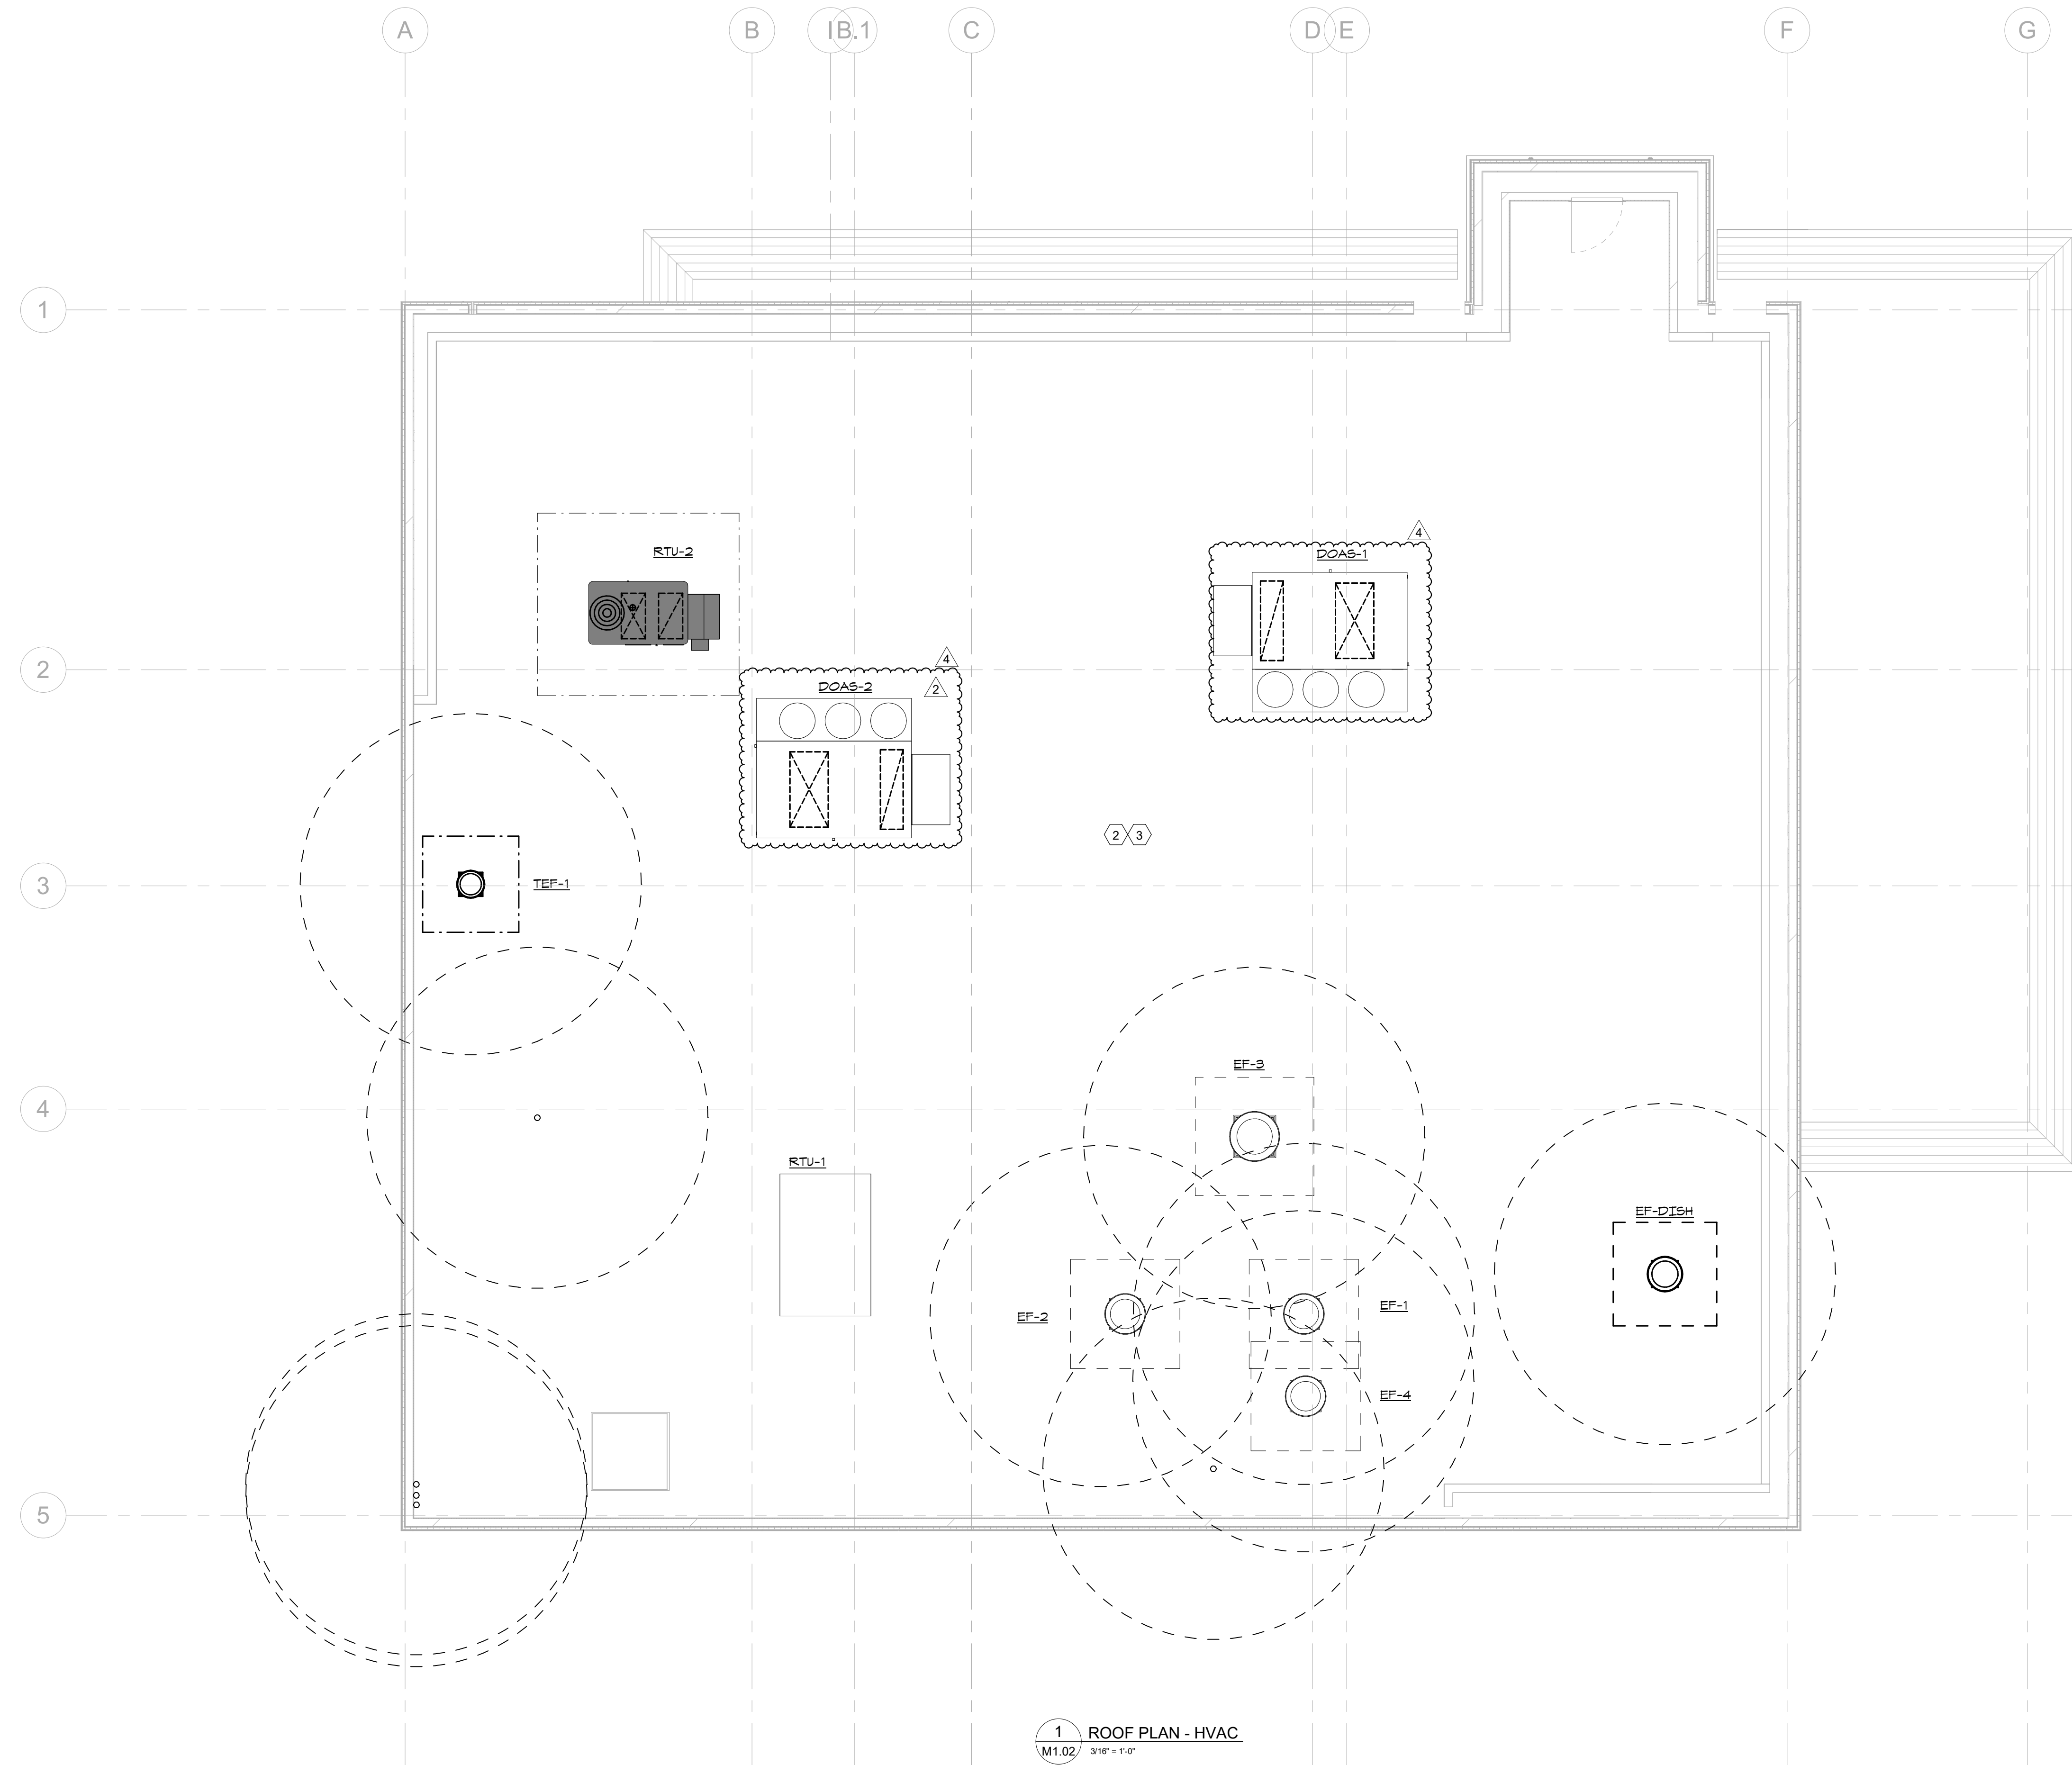 A B I B.1 C D E F G
1
4
RTU-2
DOAS-1
2
4
DOAS-2
2
2 3
3
TEF-1
EF-3
4
RTU-1
EF-DISH
EF-1
EF-2
EF-4
5
1 ROOF PLAN - HVAC
M1.02 3/16" = 1'-0"